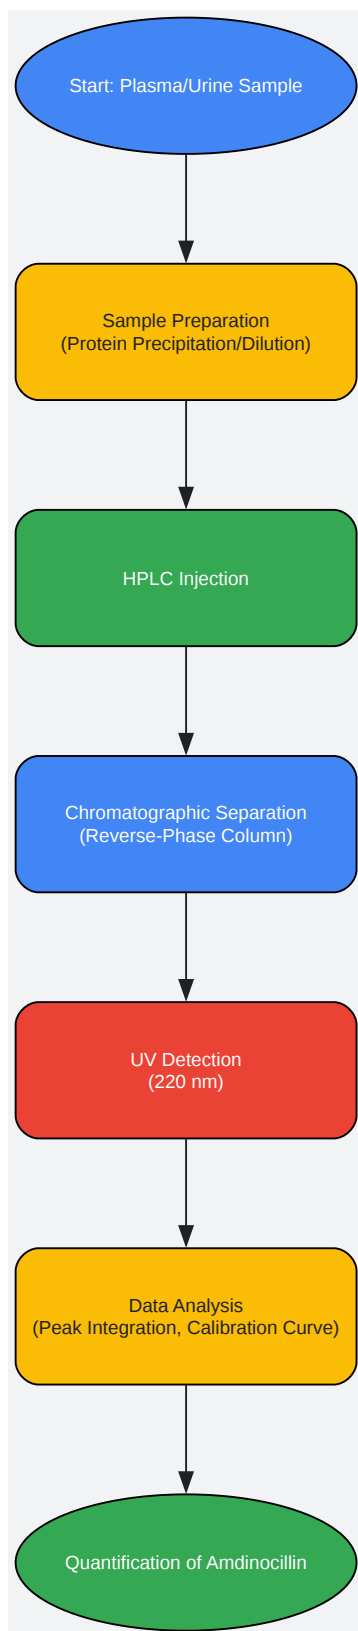 Start: Plasma/Urine Sample
Sample Preparation
(Protein Precipitation/Dilution)
HPLC Injection
Chromatographic Separation
(Reverse-Phase Column)
UV Detection
(220 nm)
Data Analysis
(Peak Integration, Calibration Curve)
Quantification of Amdinocillin